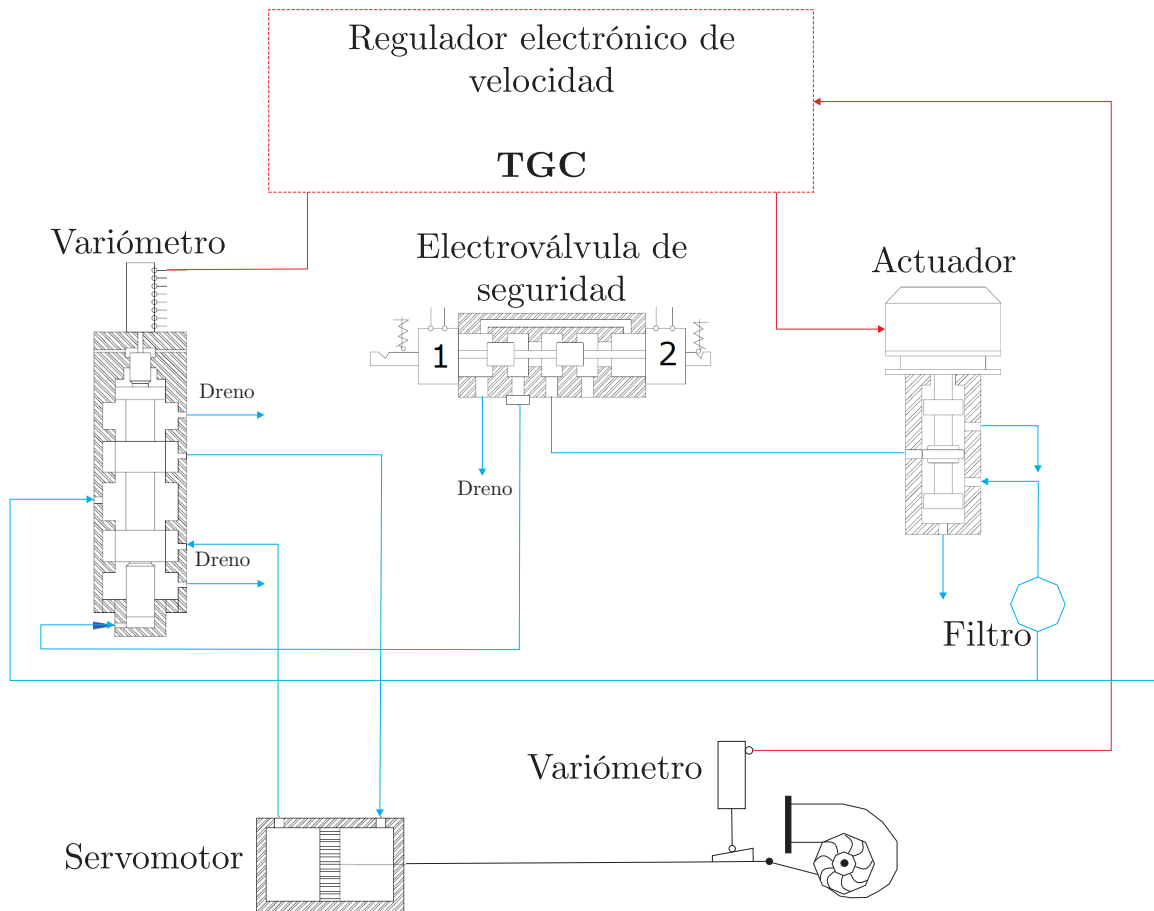 Regulador electrónico de
velocidad
TGC
Variómetro
Electroválvula de
seguridad
Actuador
1
2
Dreno
Dreno
Dreno
Filtro
Variómetro
Servomotor